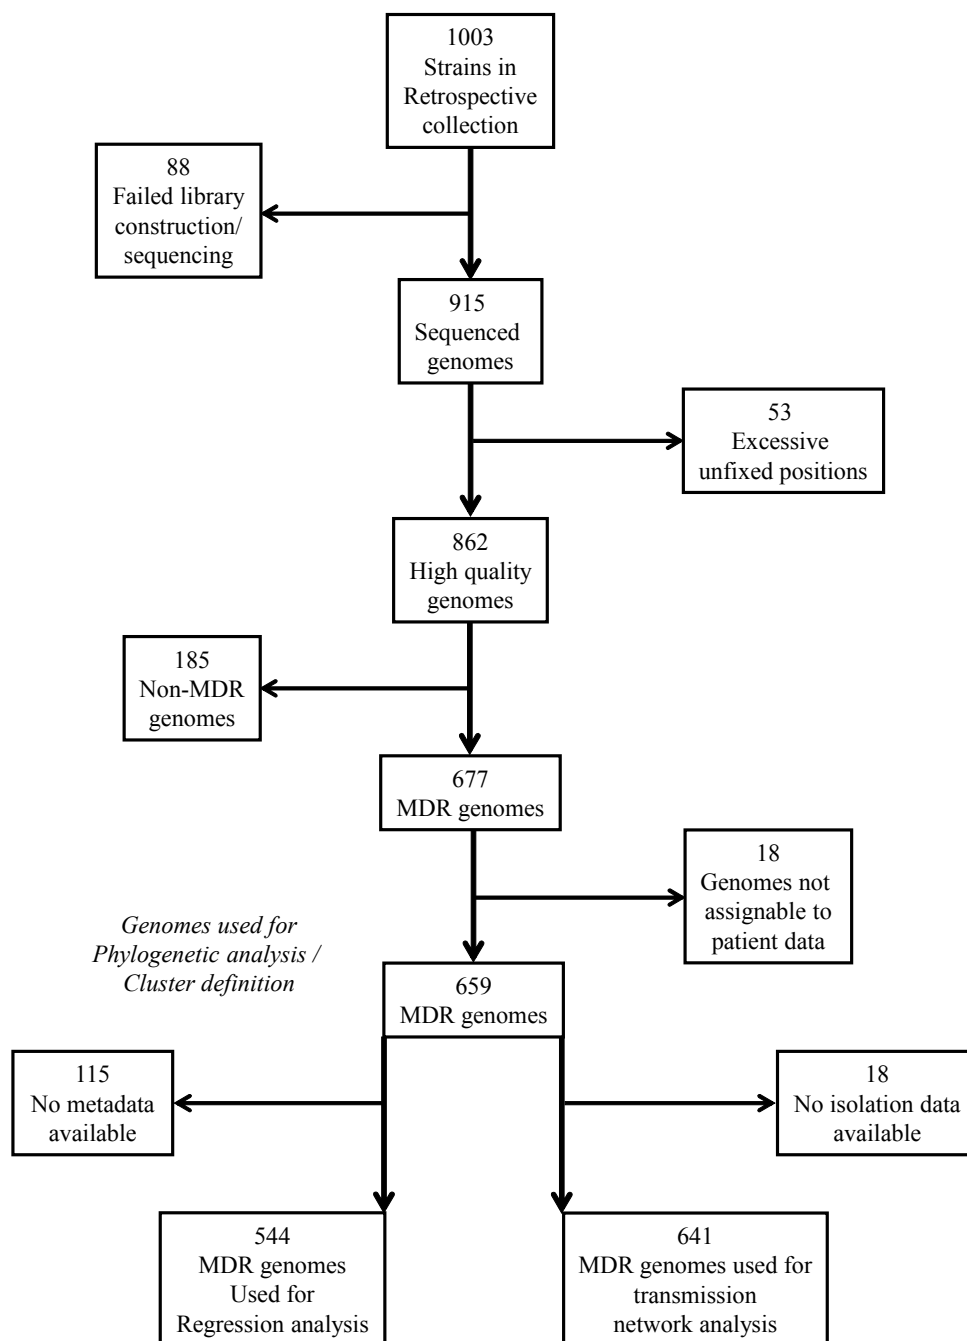 1003
Strains in
Retrospective
collection
88
Failed library
construction/
sequencing
915
Sequenced
genomes
53
Excessive
unfixed positions
862
High quality
genomes
185
Non-MDR
genomes
677
MDR genomes
18
Genomes not
assignable to
patient data
Genomes used for
Phylogenetic analysis /
Cluster definition
659
MDR genomes
115
No metadata
available
18
No isolation data
available
544
MDR genomes
Used for
Regression analysis
641
MDR genomes used for
transmission
network analysis